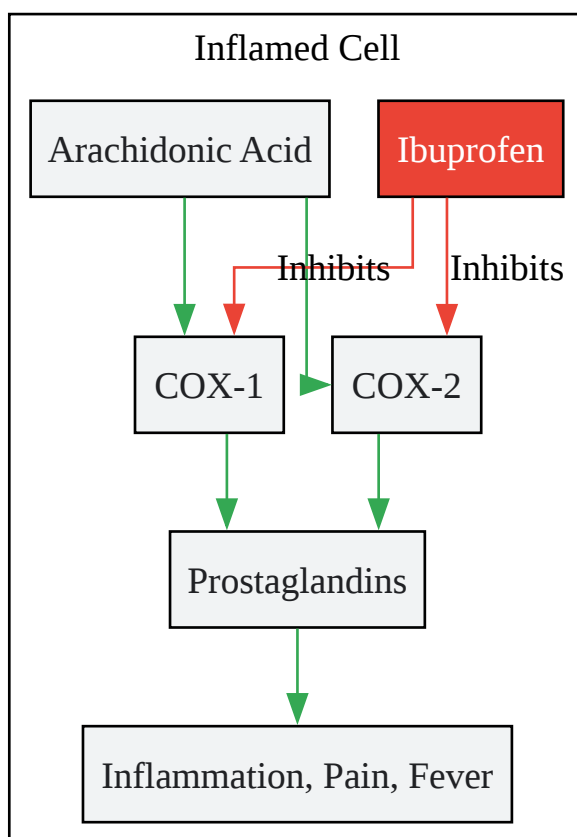 Inflamed Cell
Arachidonic Acid
Ibuprofen
Inhibits
Inhibits
COX-1
COX-2
Prostaglandins
Inflammation, Pain, Fever